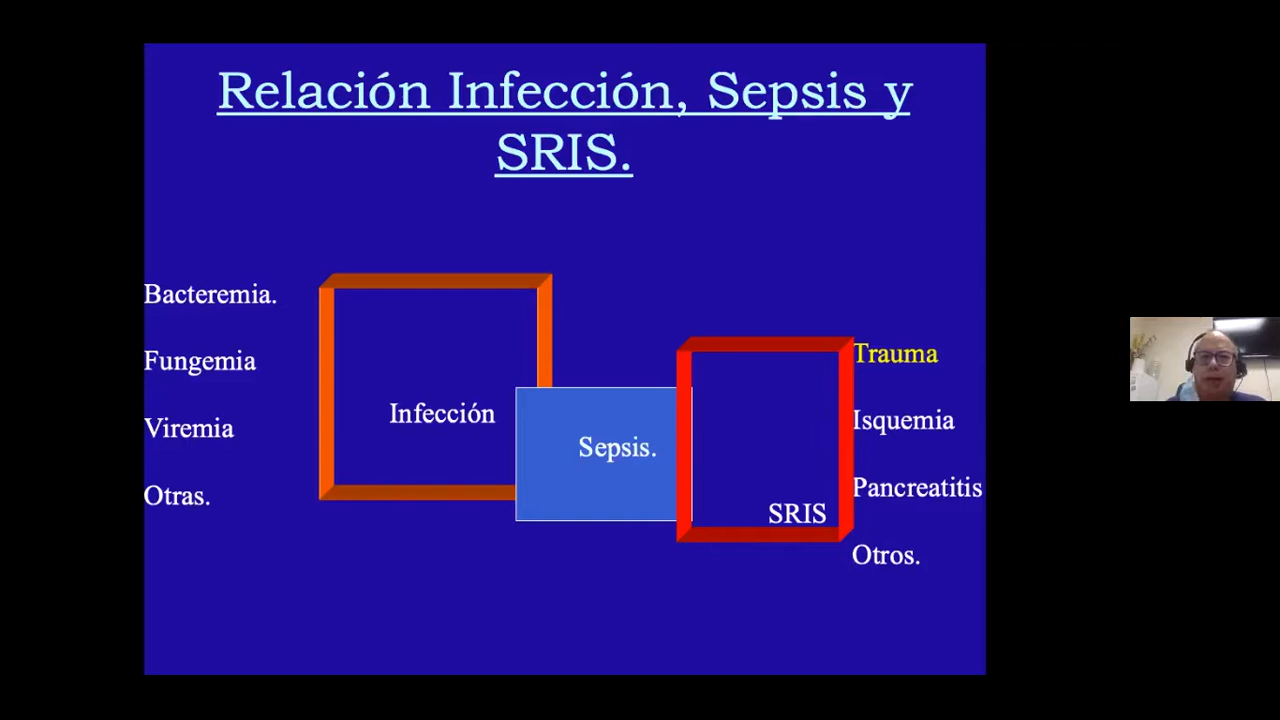 Relación Infección, Sepsis y
SRIS.
Bacteremia.
Fungemia
Viremia
Otras.
Infección
Sepsis.
SRIS
Trauma
Isquemia
Pancreatitis
Otros.